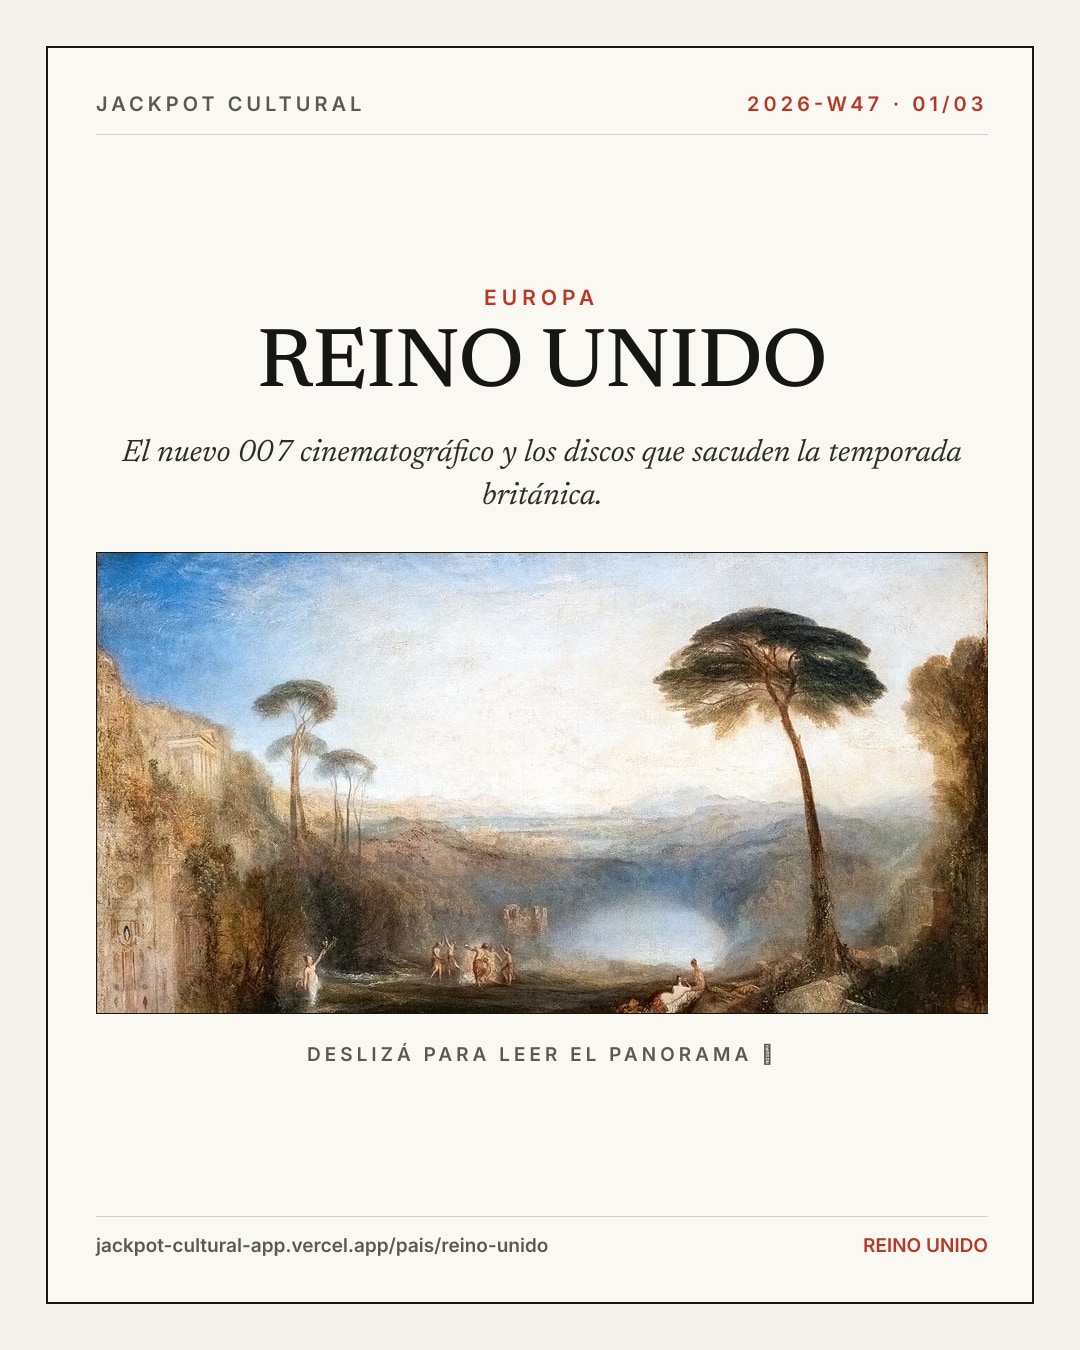 JACKPOT CULTURAL
2026-W47 · 01/03
EUROPA
REINO UNIDO
El nuevo 007 cinematográfico y los discos que sacuden la temporada
británica.
DESLIZÁ PARA LEER EL PANORAMA
jackpot-cultural-app.vercel.app/pais/reino-unido
REINO UNIDO